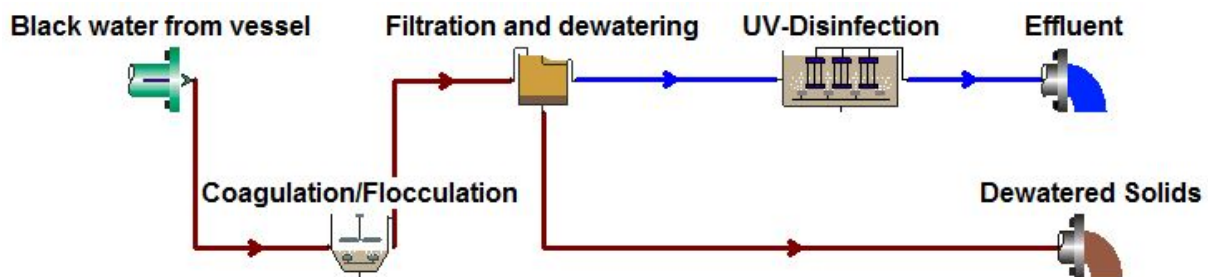 Black water from vessel
Filtration and dewatering
UV-Disinfection
Effluent
Coagulation/Flocculation
Dewatered Solids